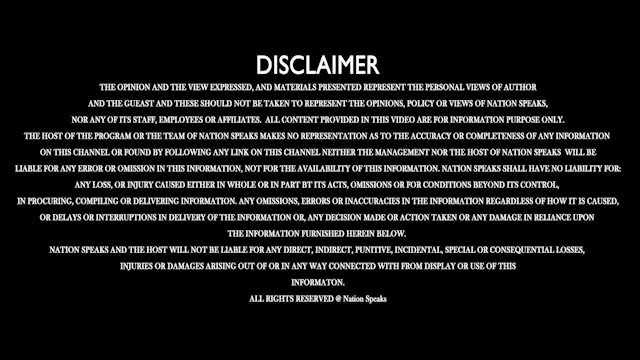 DISCLAIMER
THE OPINION AND THE VIEW EXPRESSED, AND MATERIALS PRESENTED REPRESENT THE PERSONAL VIEWS OF AUTHOR
AND THE GUEAST AND THESE SHOULD NOT BE TAKEN TO REPRESENT THE OPINIONS, POLICY OR VIEWS OF NATION SPEAKS,
NOR ANY OF ITS STAFF, EMPLOYEES OR AFFILIATES. ALL CONTENT PROVIDED IN THIS VIDEO ARE FOR INFORMATION PURPOSE ONLY.
THE HOST OF THE PROGRAM OR THE TEAM OF NATION SPEAKS MAKES NO REPRESENTATION AS TO THE ACCURACY OR COMPLETENESS OF ANY INFORMATION
ON THIS CHANNEL OR FOUND BY FOLLOWING ANY LINK ON THIS CHANNEL NEITHER THE MANAGEMENT NOR THE HOST OF NATION SPEAKS WILL BE
LIABLE FOR ANY ERROR OR OMISSION IN THIS INFORMATION, NOT FOR THE AVAILABILITY OF THIS INFORMATION. NATION SPEAKS SHALL HAVE NO LIABILITY FOR:
ANY LOSS, OR INJURY CAUSED EITHER IN WHOLE OR IN PART BT ITS ACTS, OMISSIONS OR FOR CONDITIONS BEYOND ITS CONTROL,
IN PROCURING, COMPILING OR DELIVERING INFORMATION. ANY OMISSIONS, ERRORS OR INACCURACIES IN THE INFORMATION REGARDLESS OF HOW IT IS CAUSED,
OR DELAYS OR INTERRUPTIONS IN DELIVERY OF THE INFORMATION OR, ANY DECISION MADE OR ACTION TAKEN OR ANY DAMAGE IN RELIANCE UPON
THE INFORMATION FURNISHED HEREIN BELOW.
NATION SPEAKS AND THE HOST WILL NOT BE LIABLE FOR ANY DIRECT, INDIRECT, PUNITIVE, INCIDENTAL, SPECIAL OR CONSEQUENTIAL LOSSES,
INJURIES OR DAMAGES ARISING OUT OF OR IN ANY WAY CONNECTED WITH FROM DISPLAY OR USE OF THIS
INFORMATON.
ALL RIGHTS RESERVED @ Nation Speaks